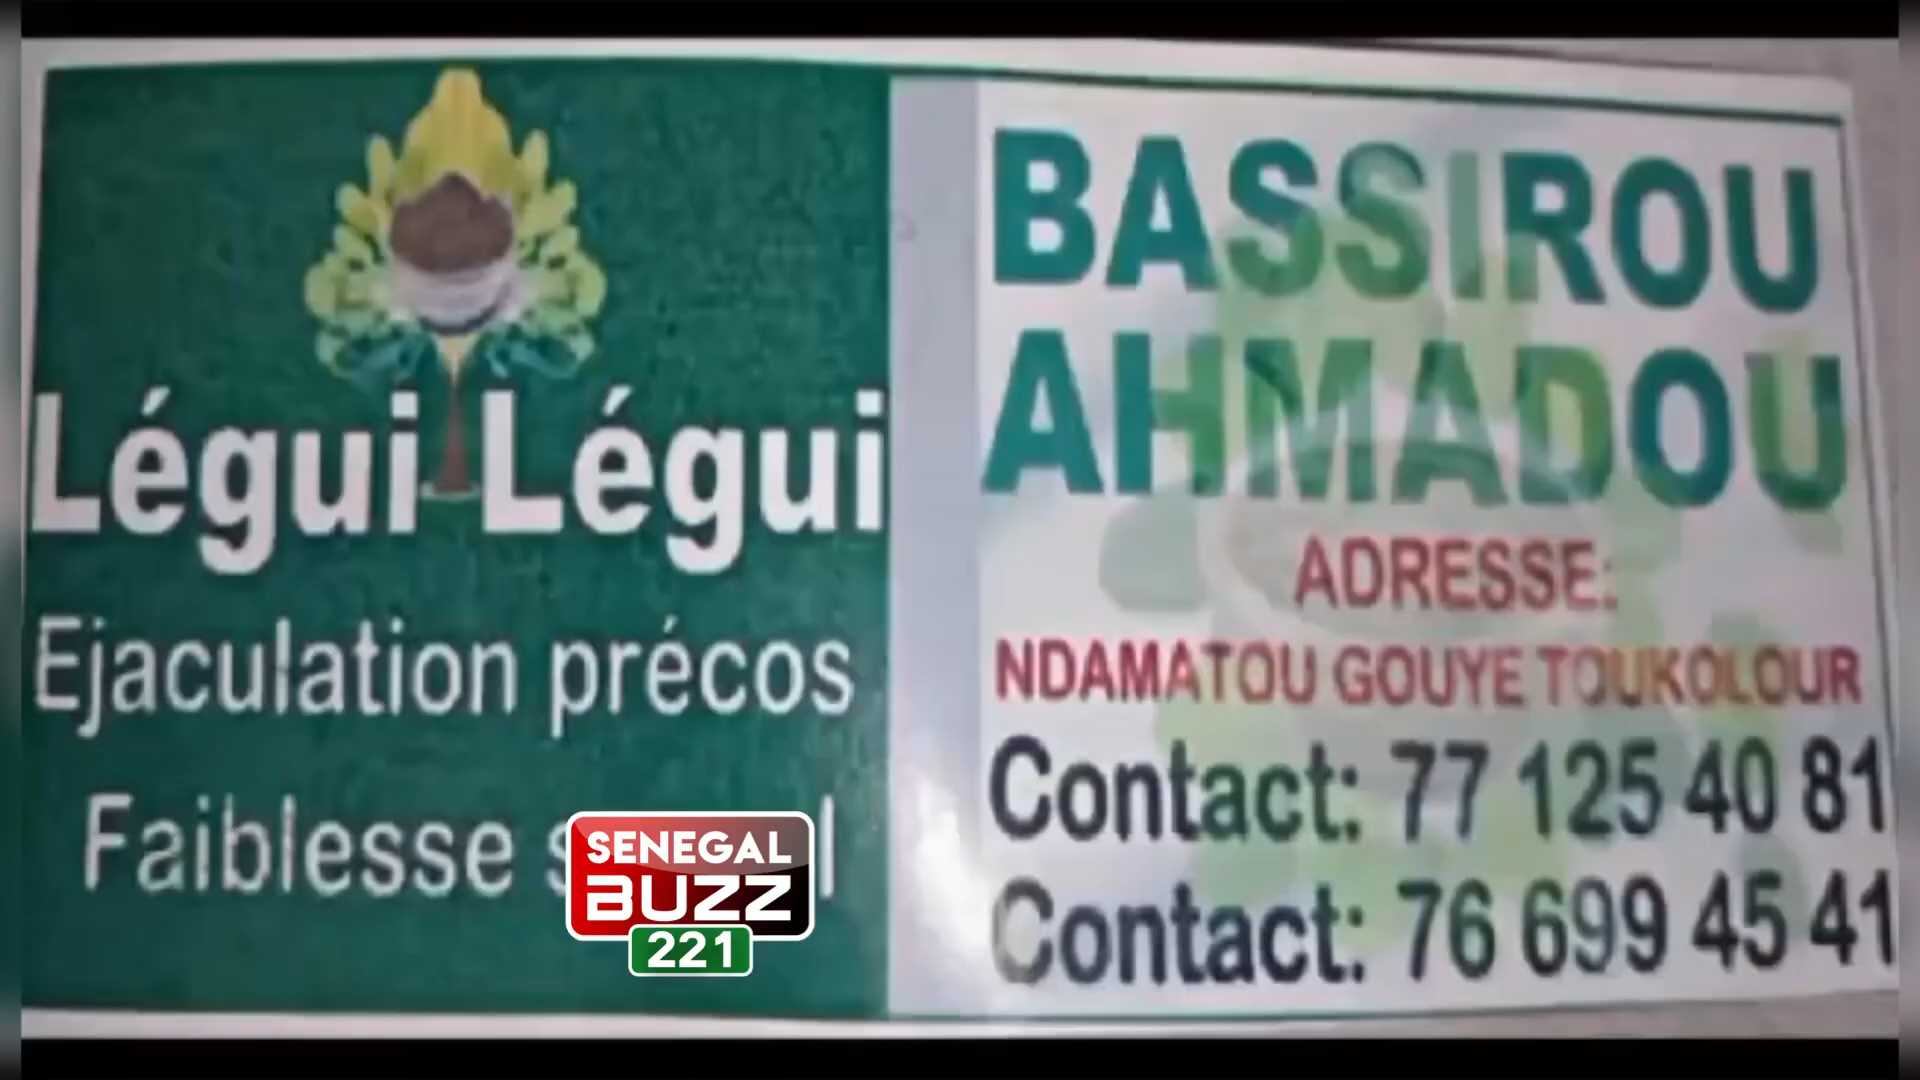 Légui Légui
Ejaculation précos
Faiblesse
BASSIROU
AHMADOU
ADRESSE:
NDAMATOU GOUYE TOUKOLOUR
Contact: 77 125 40 81
Contact: 76 699 45 41
SENEGAL
BUZZ
221